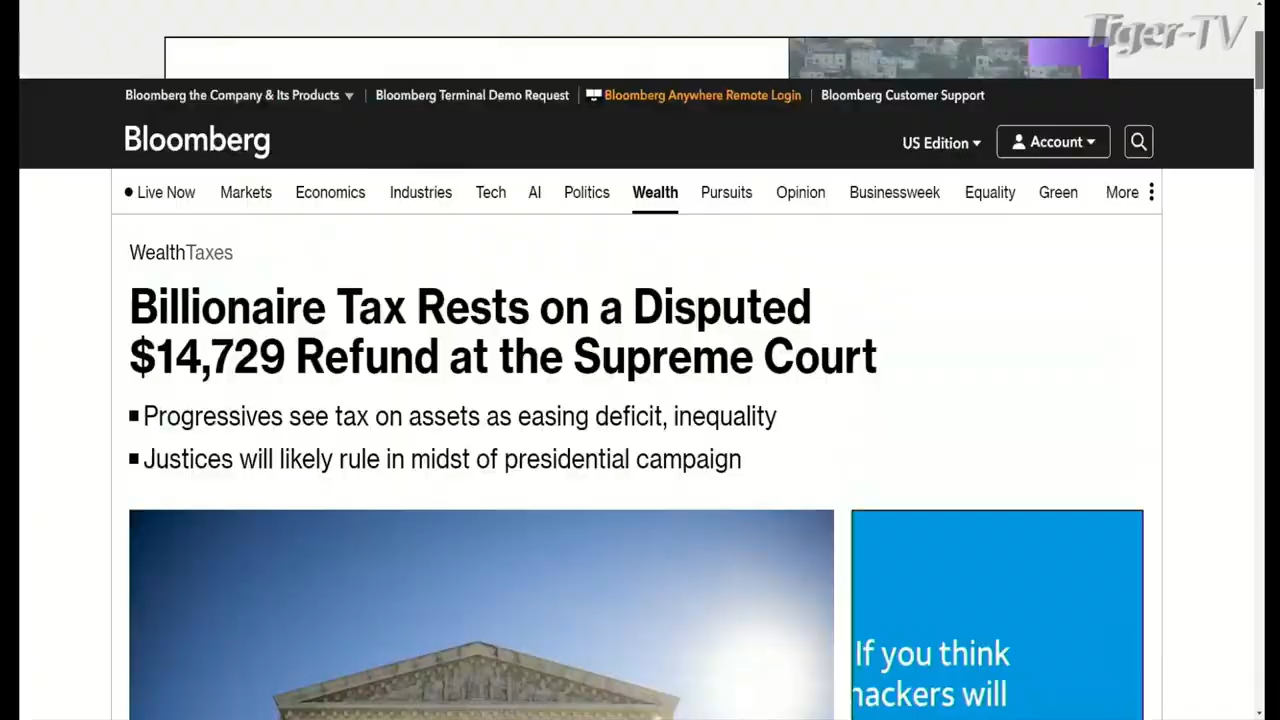 Tiger-TV
Bloomberg the Company & Its Products
Bloomberg Terminal Demo Request
Bloomberg Anywhere Remote Login
Bloomberg Customer Support
Bloomberg
US Edition
Account
Live Now Markets Economics Industries Tech AI Politics Wealth Pursuits Opinion Businessweek Equality Green More
WealthTaxes
Billionaire Tax Rests on a Disputed
$14,729 Refund at the Supreme Court
Progressives see tax on assets as easing deficit, inequality
Justices will likely rule in midst of presidential campaign
If you think
hackers will